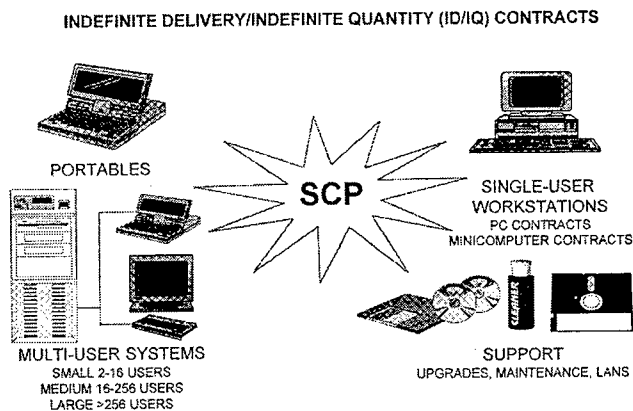 INDEFINITE DELIVERY/INDEFINITE QUANTITY (ID/IQ) CONTRACTS
PORTABLES
SCP
SINGLE-USER
WORKSTATIONS
PC CONTRACTS
MINICOMPUTER CONTRACTS
CLEANER
MULTI-USER SYSTEMS
SMALL 2-16 USERS
MEDIUM 16-256 USERS
LARGE >256 USERS
SUPPORT
UPGRADES, MAINTENANCE, LANS